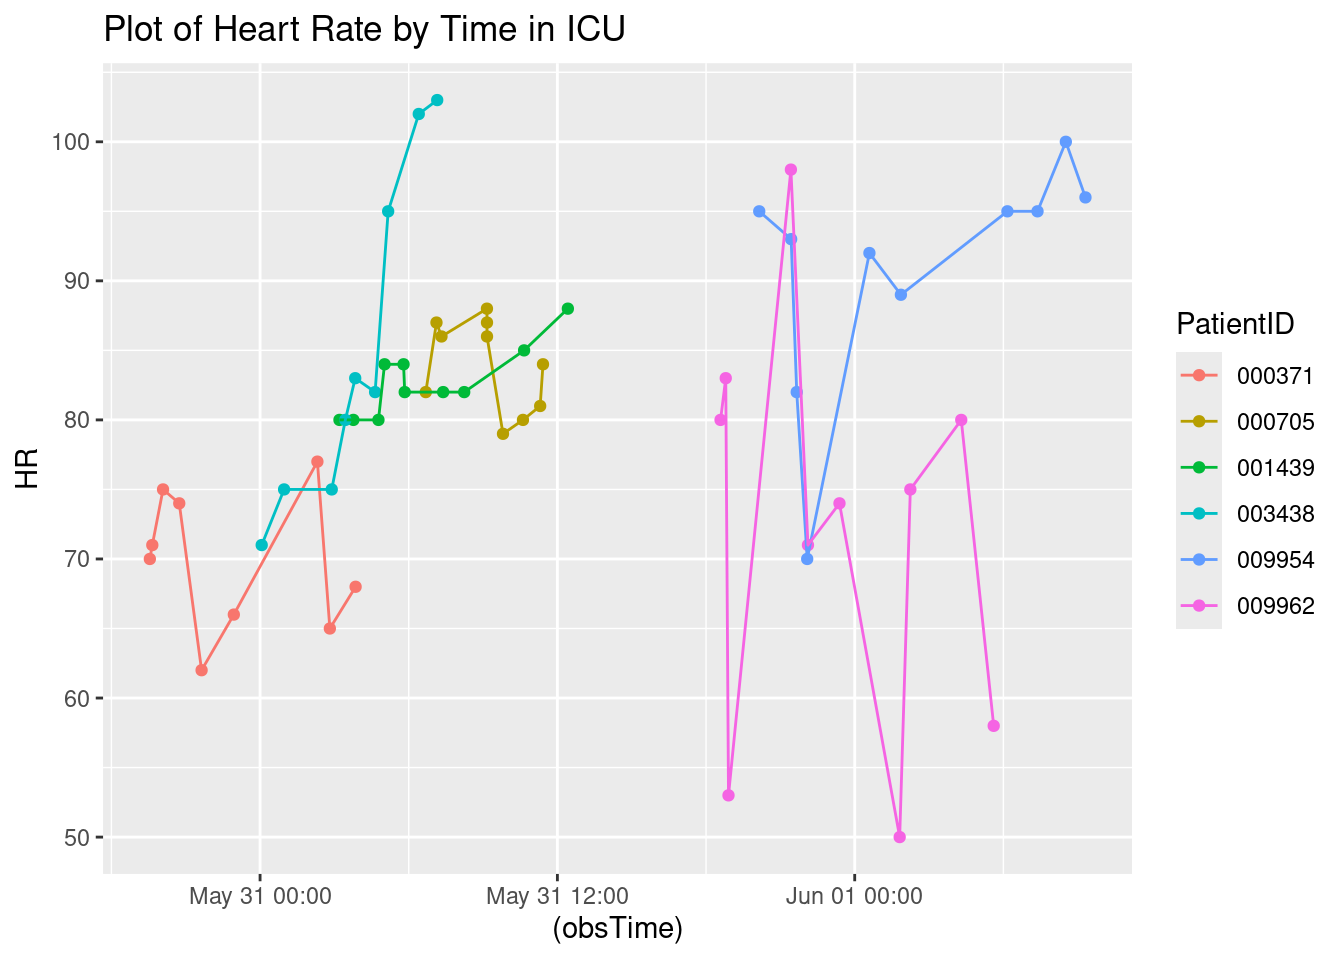 Plot of Heart Rate by Time in ICU
HR
100
90
80
70
60
50
May 31 00:00
May 31 12:00
Jun 01 00:00
(obsTime)
PatientID
000371
000705
001439
003438
009954
009962